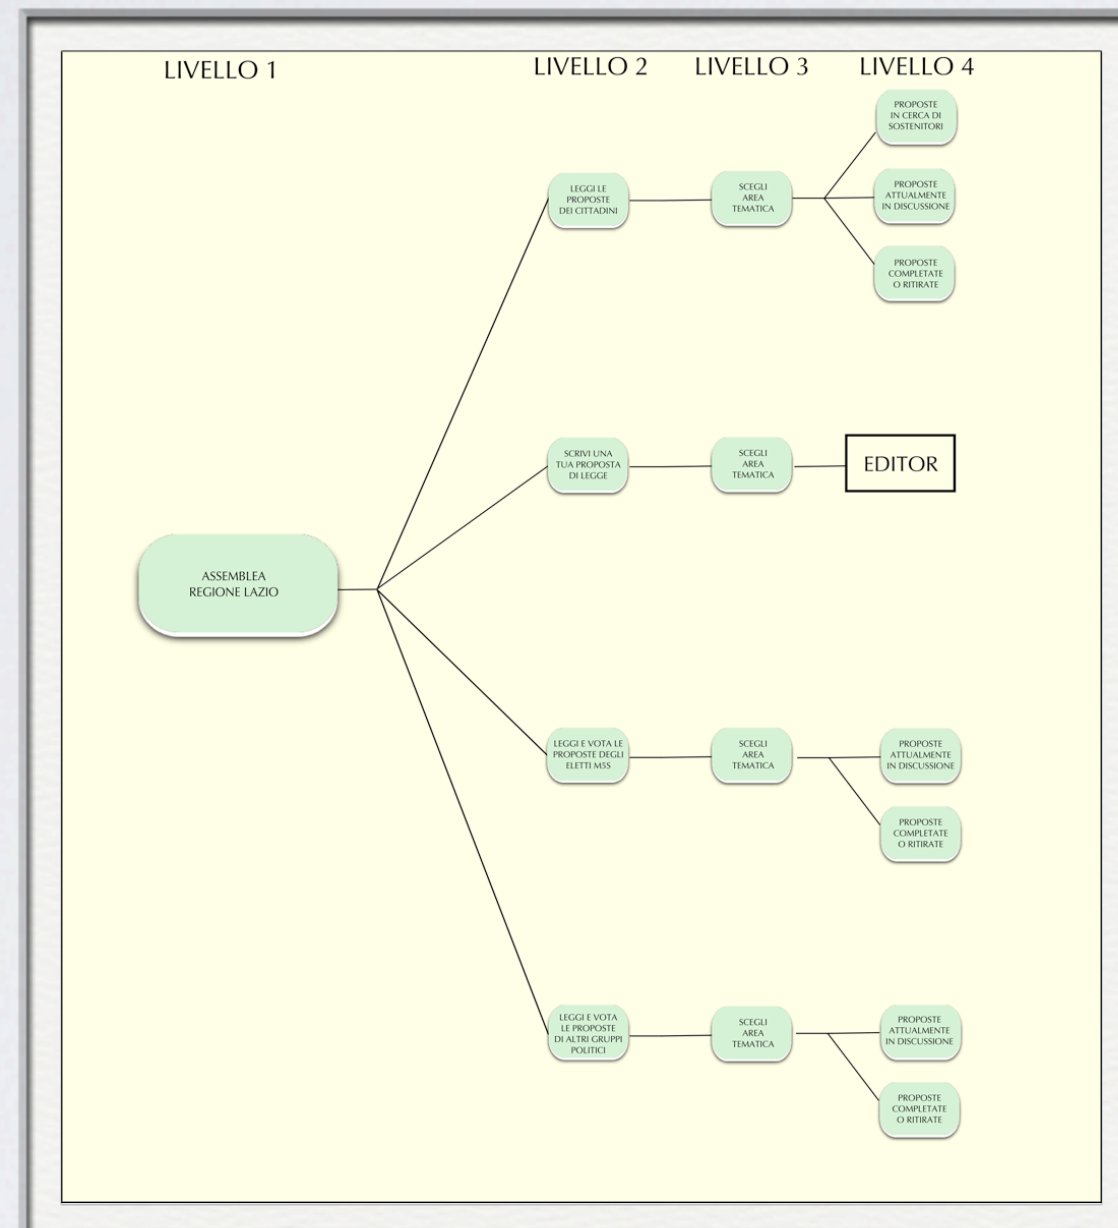 LIVELLO 1
LIVELLO 2
LIVELLO 3
LIVELLO 4
PROPOSTE
IN CERCA DI
SOSTENITORI
LEGGI LE
PROPOSTE
DEI CITTADINI
SCEGLI
AREA
TEMATICA
PROPOSTE
ATTUALMENTE
IN DISCUSSIONE
PROPOSTE
COMPLETATE
O RITIRATE
SCRIVI UNA
TUA PROPOSTA
DI LEGGE
SCEGLI
AREA
TEMATICA
EDITOR
ASSEMBLEA
REGIONE LAZIO
LEGGI E VOTA LE
PROPOSTE DEGLI
ELETTI M5S
SCEGLI
AREA
TEMATICA
PROPOSTE
ATTUALMENTE
IN DISCUSSIONE
PROPOSTE
COMPLETATE
O RITIRATE
LEGGI E VOTA
LE PROPOSTE
DI ALTRI GRUPPI
POLITICI
SCEGLI
AREA
TEMATICA
PROPOSTE
ATTUALMENTE
IN DISCUSSIONE
PROPOSTE
COMPLETATE
O RITIRATE